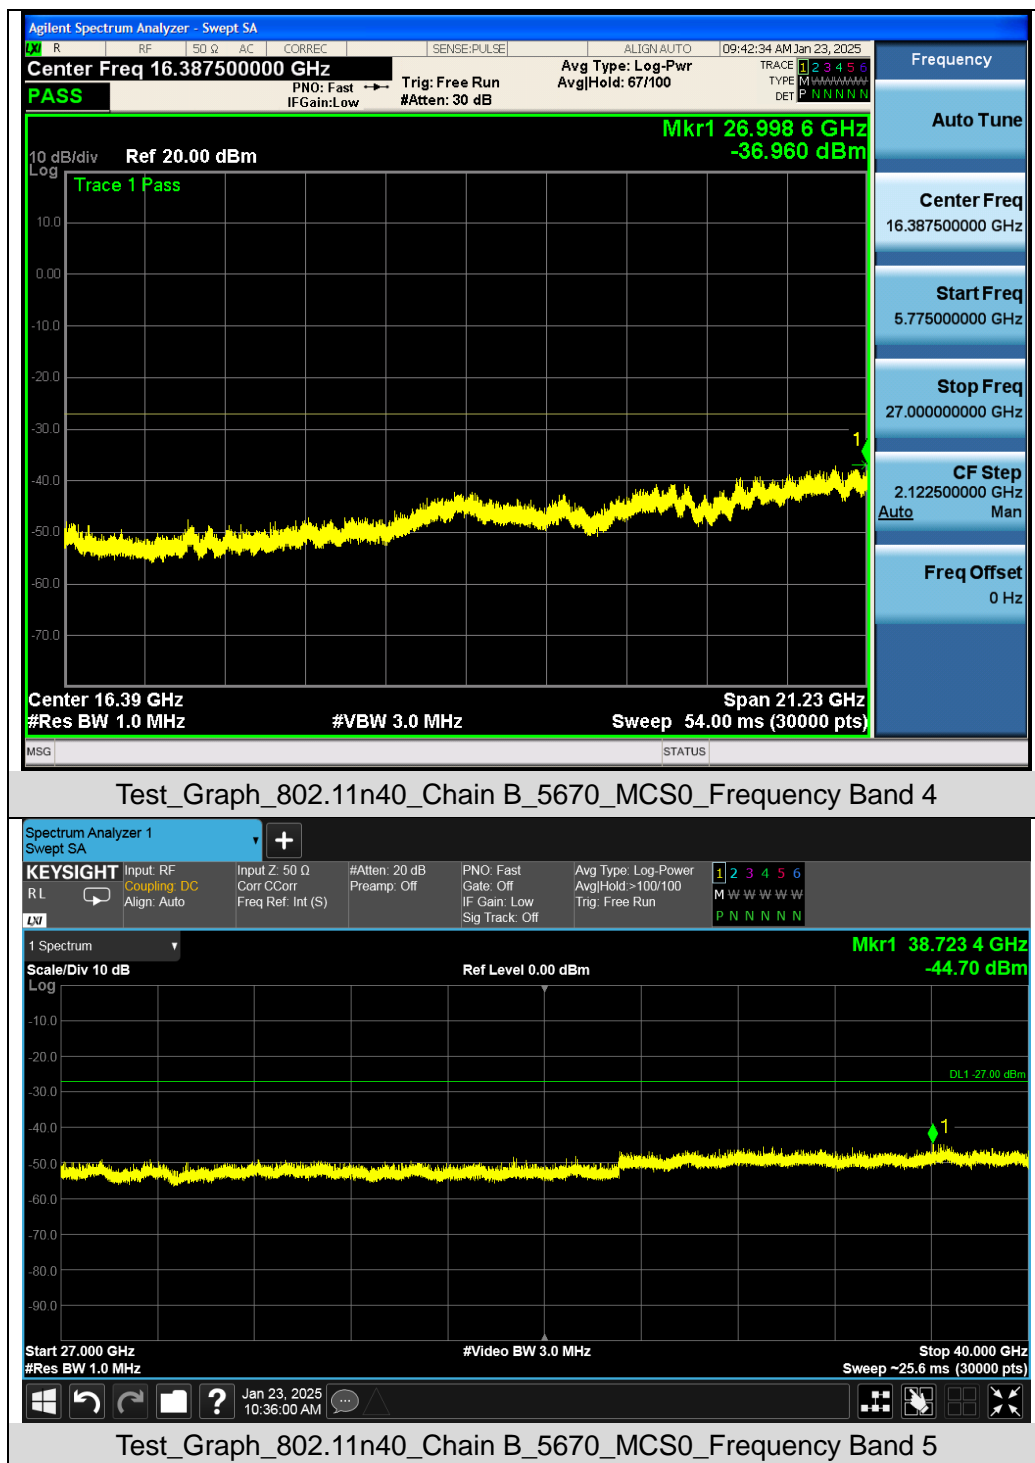 Agilent Spectrum Analyzer - Swept SA
LXI R RF 50 Ω AC CORREC SENSE:PULSE ALIGN AUTO 09:42:34 AM Jan 23, 2025
Center Freq 16.387500000 GHz
PASS
PNO: Fast
IFGain:Low
Trig: Free Run
#Atten: 30 dB
Avg Type: Log-Pwr
Avg|Hold: 67/100
TRACE 1 2 3 4 5 6
TYPE M W W W W W
DET P N N N N N
Mkr1 26.998 6 GHz
-36.960 dBm
10 dB/div Ref 20.00 dBm
Log
Trace 1 Pass
10.0
0.00
-10.0
-20.0
-30.0
1
-40.0
-50.0
-60.0
-70.0
Center 16.39 GHz Span 21.23 GHz
#Res BW 1.0 MHz #VBW 3.0 MHz Sweep 54.00 ms (30000 pts)
MSG STATUS
Frequency
Auto Tune
Center Freq
16.387500000 GHz
Start Freq
5.775000000 GHz
Stop Freq
27.000000000 GHz
CF Step
2.122500000 GHz
Auto Man
Freq Offset
0 Hz
Test_Graph_802.11n40_Chain B_5670_MCS0_Frequency Band 4
Spectrum Analyzer 1
Swept SA
+
KEYSIGHT
RL
LXI
Input: RF
Coupling: DC
Align: Auto
Input Z: 50 Ω
Corr CCorr
Freq Ref: Int (S)
#Atten: 20 dB
Preamp: Off
PNO: Fast
Gate: Off
IF Gain: Low
Sig Track: Off
Avg Type: Log-Power
Avg|Hold:>100/100
Trig: Free Run
1 2 3 4 5 6
M W W W W W
P N N N N N
1 Spectrum
Mkr1 38.723 4 GHz
Scale/Div 10 dB Ref Level 0.00 dBm -44.70 dBm
Log
-10.0
-20.0
DL1 -27.00 dBm
-30.0
-40.0
1
-50.0
-60.0
-70.0
-80.0
-90.0
Start 27.000 GHz #Video BW 3.0 MHz Stop 40.000 GHz
#Res BW 1.0 MHz Sweep ~25.6 ms (30000 pts)
?
Jan 23, 2025
10:36:00 AM
Test_Graph_802.11n40_Chain B_5670_MCS0_Frequency Band 5